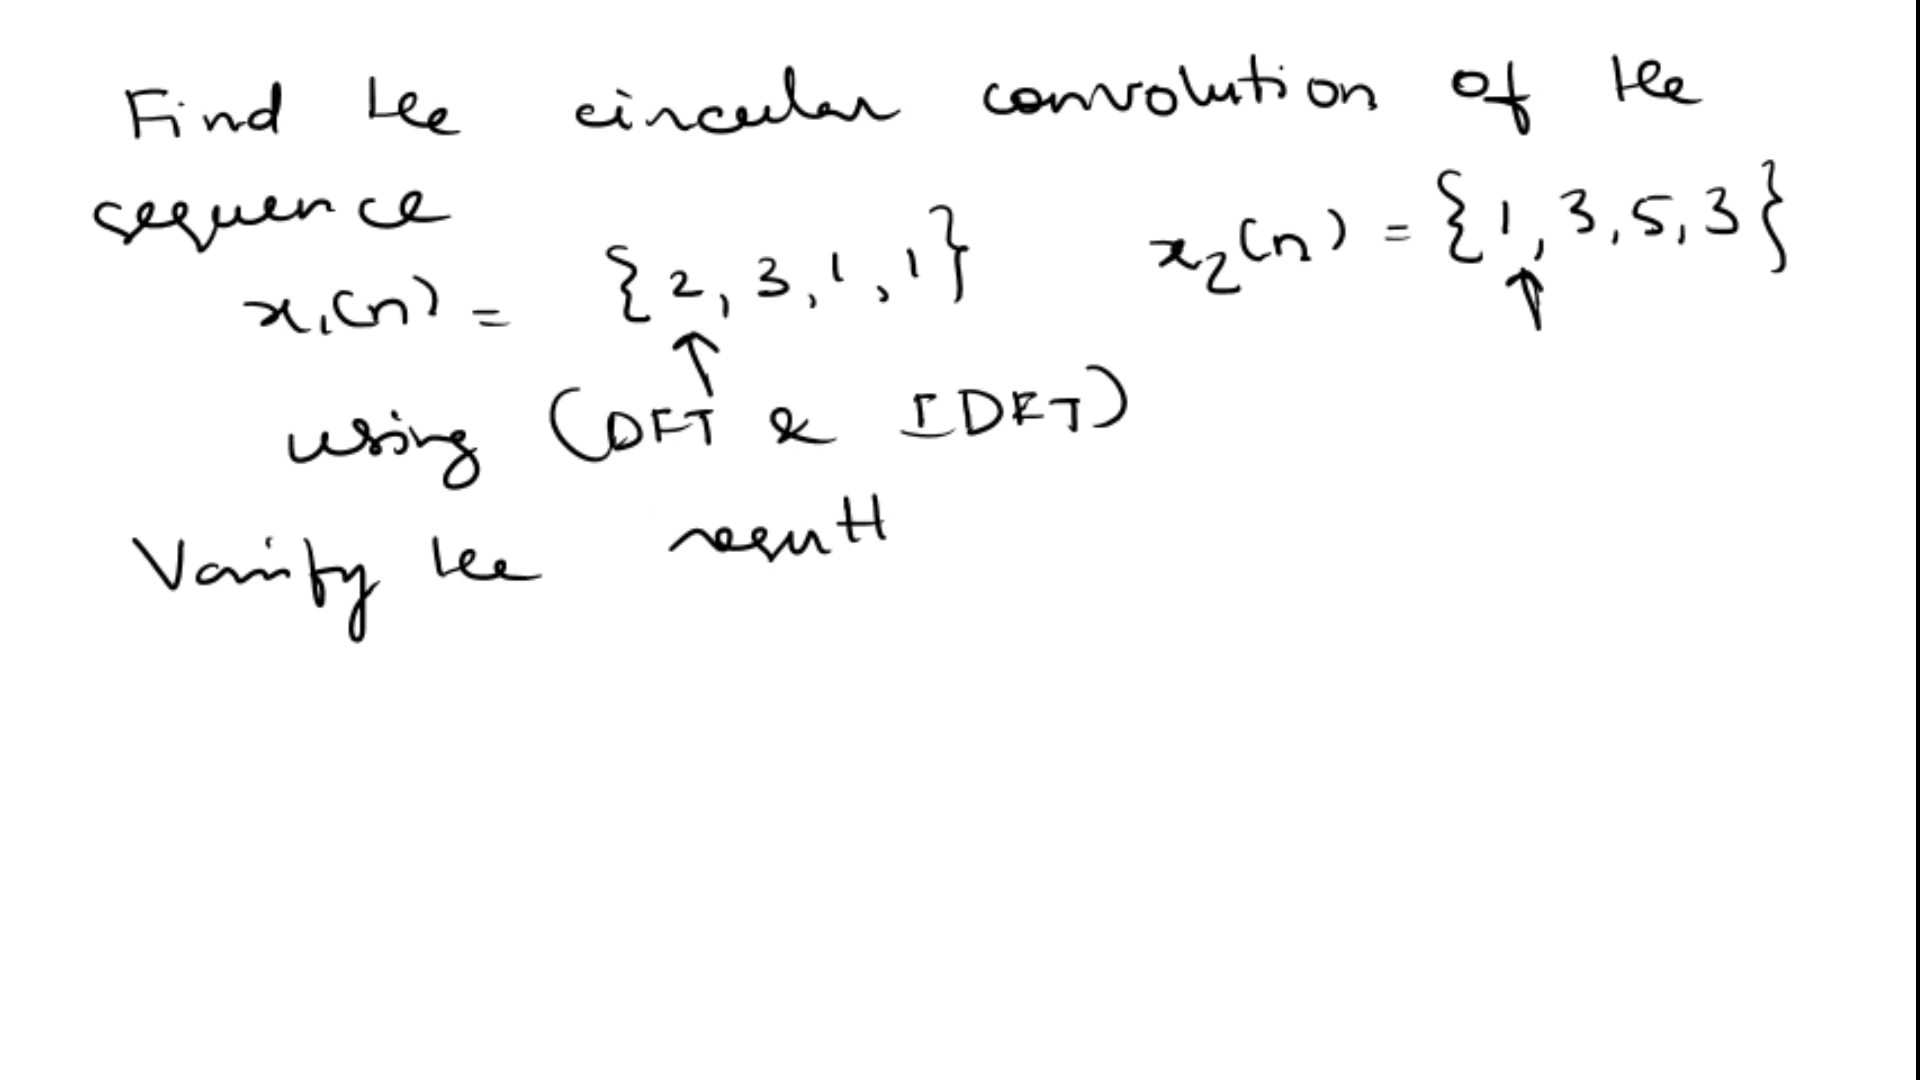 Find the circular convolution of the
sequence
x₁(n) = {2, 3, 1, 1} x₂(n) = {1, 3, 5, 3}
↑ ↑
using (DFT & IDFT)
Varify the result